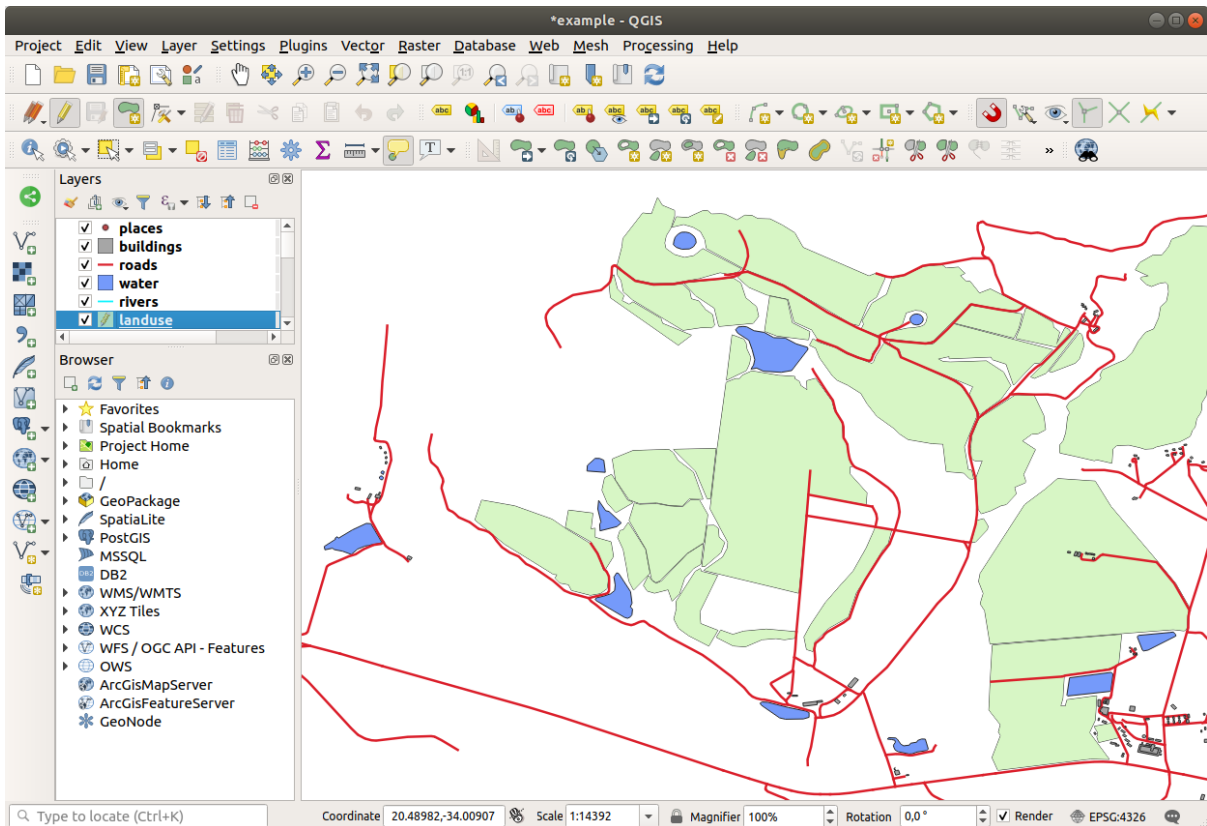 *example - QGIS
Project Edit View Layer Settings Plugins Vector Raster Database Web Mesh Processing Help
Layers
places
buildings
roads
water
rivers
landuse
Browser
Favorites
Spatial Bookmarks
Project Home
Home
/
GeoPackage
SpatiaLite
PostGIS
MSSQL
DB2
WMS/WMTS
XYZ Tiles
WCS
WFS / OGC API - Features
OWS
ArcGisMapServer
ArcGisFeatureServer
GeoNode
Type to locate (Ctrl+K) Coordinate 20.48982,-34.00907 Scale 1:14392 Magnifier 100% Rotation 0,0° Render EPSG:4326